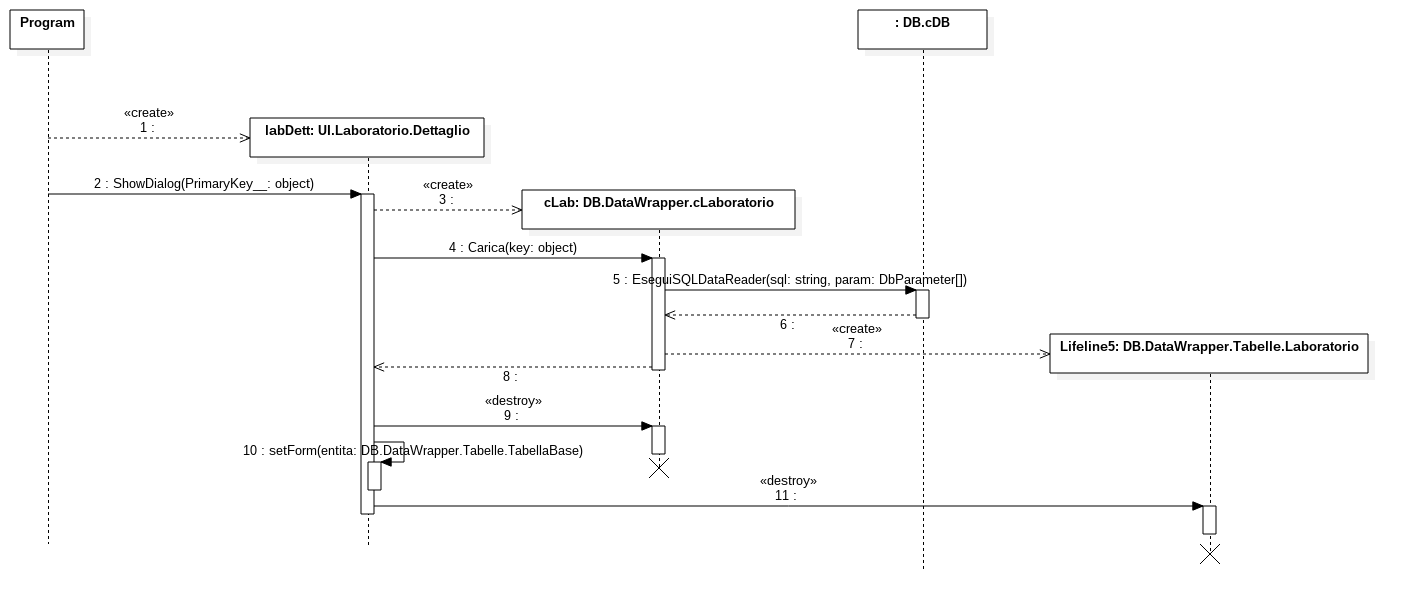 Program
: DB.cDB
«create»
1 :
labDett: UI.Laboratorio.Dettaglio
2 : ShowDialog(PrimaryKey__: object)
«create»
3 :
cLab: DB.DataWrapper.cLaboratorio
4 : Carica(key: object)
5 : EseguiSQLDataReader(sql: string, param: DbParameter[])
6 :
«create»
7 :
Lifeline5: DB.DataWrapper.Tabelle.Laboratorio
8 :
«destroy»
9 :
10 : setForm(entita: DB.DataWrapper.Tabelle.TabellaBase)
«destroy»
11 :